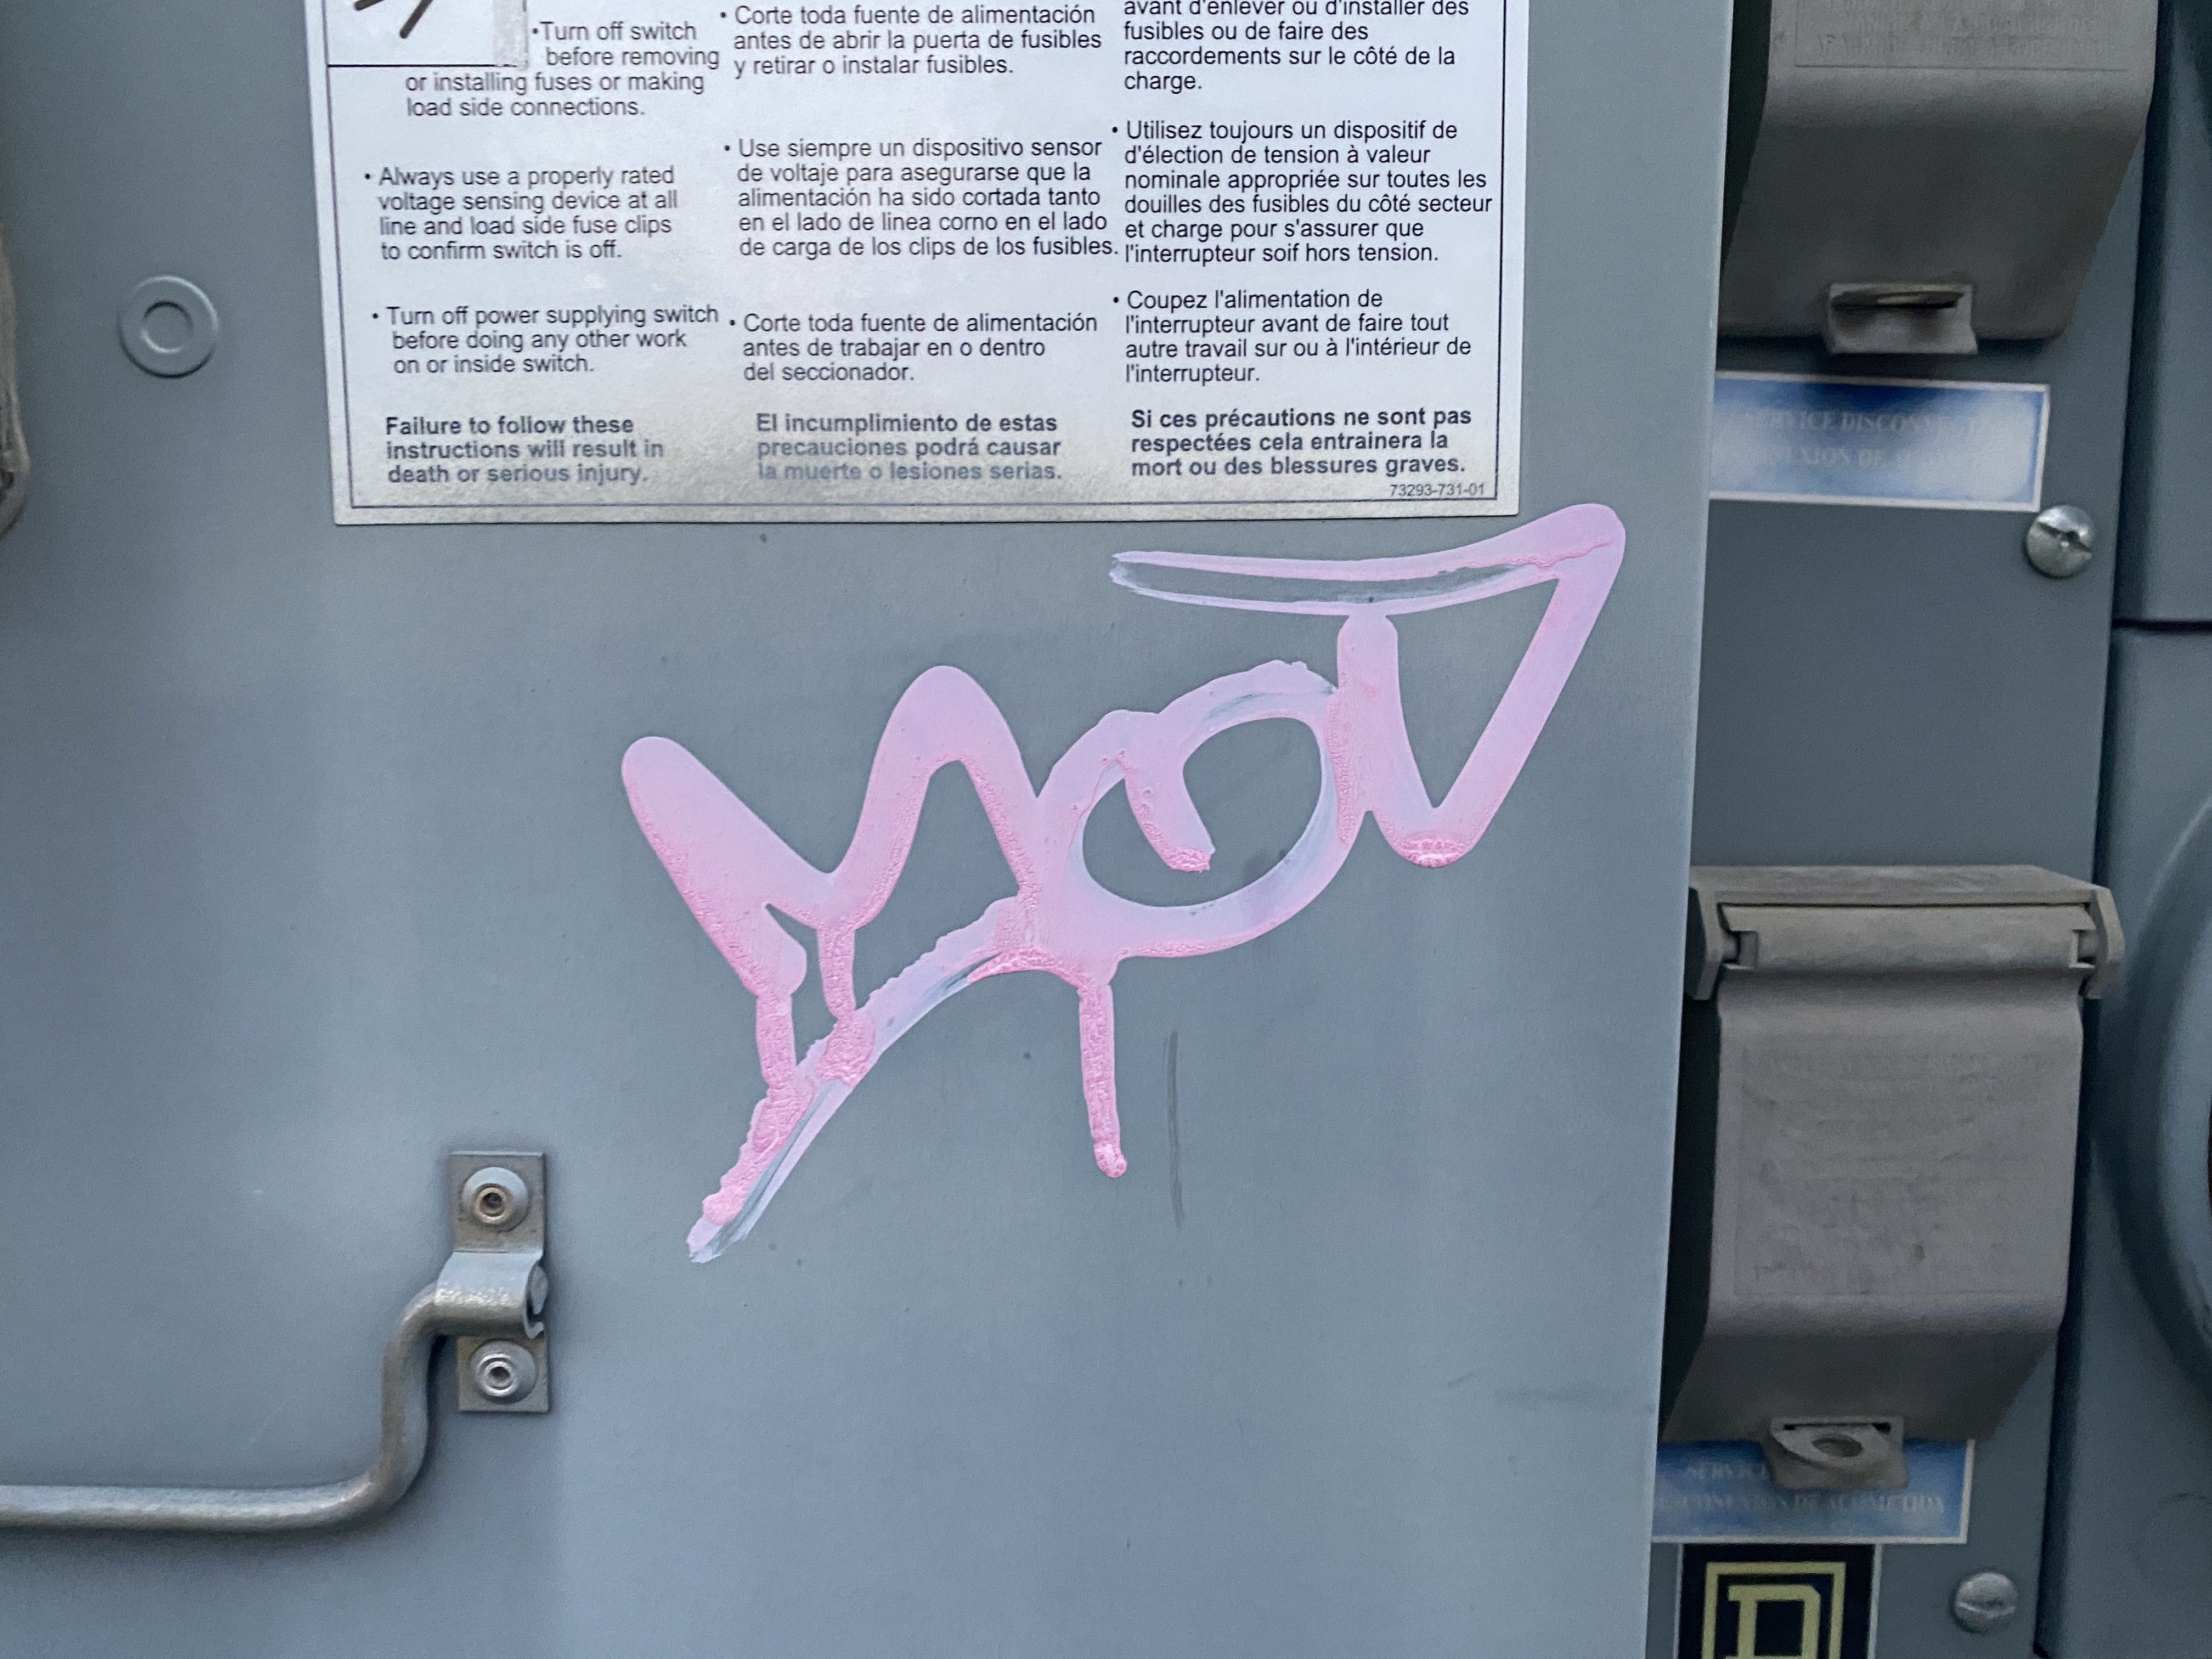 •Turn off switch
before removing
or installing fuses or making
load side connections.
• Always use a properly rated
voltage sensing device at all
line and load side fuse clips
to confirm switch is off.
• Turn off power supplying switch
before doing any other work
on or inside switch.
Failure to follow these
instructions will result in
death or serious injury.
• Corte toda fuente de alimentación
antes de abrir la puerta de fusibles
y retirar o instalar fusibles.
• Use siempre un dispositivo sensor
de voltaje para asegurarse que la
alimentación ha sido cortada tanto
en el lado de linea corno en el lado
de carga de los clips de los fusibles.
• Corte toda fuente de alimentación
antes de trabajar en o dentro
del seccionador.
El incumplimiento de estas
precauciones podrá causar
la muerte o lesiones serias.
avant d'enlever ou d'installer des
fusibles ou de faire des
raccordements sur le côté de la
charge.
• Utilisez toujours un dispositif de
d'élection de tension à valeur
nominale appropriée sur toutes les
douilles des fusibles du côté secteur
et charge pour s'assurer que
l'interrupteur soif hors tension.
• Coupez l'alimentation de
l'interrupteur avant de faire tout
autre travail sur ou à l'intérieur de
l'interrupteur.
Si ces précautions ne sont pas
respectées cela entrainera la
mort ou des blessures graves.
73293-731-01
SERVICE
DE ACOMETIDA
D